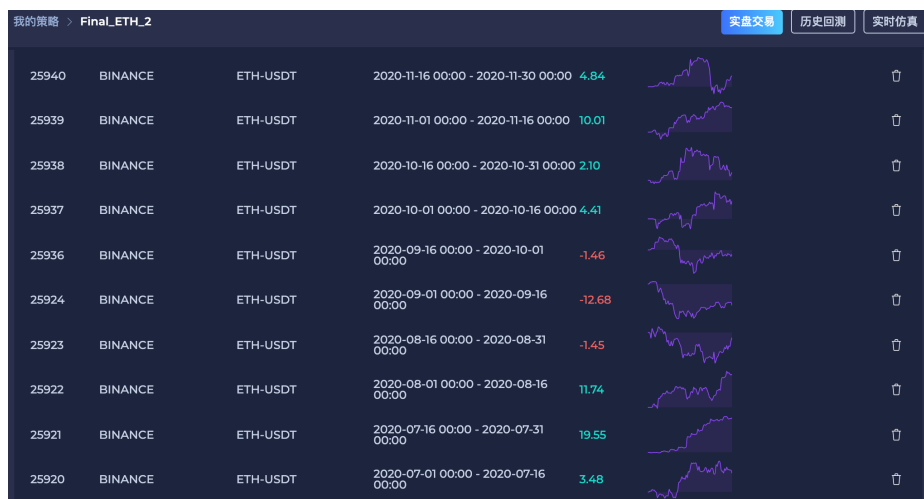 我的策略 > Final_ETH_2 实盘交易 历史回测 实时仿真
25940 BINANCE ETH-USDT 2020-11-16 00:00 - 2020-11-30 00:00 4.84
25939 BINANCE ETH-USDT 2020-11-01 00:00 - 2020-11-16 00:00 10.01
25938 BINANCE ETH-USDT 2020-10-16 00:00 - 2020-10-31 00:00 2.10
25937 BINANCE ETH-USDT 2020-10-01 00:00 - 2020-10-16 00:00 4.41
25936 BINANCE ETH-USDT 2020-09-16 00:00 - 2020-10-01
00:00 -1.46
25924 BINANCE ETH-USDT 2020-09-01 00:00 - 2020-09-16
00:00 -12.68
25923 BINANCE ETH-USDT 2020-08-16 00:00 - 2020-08-31
00:00 -1.45
25922 BINANCE ETH-USDT 2020-08-01 00:00 - 2020-08-16
00:00 11.74
25921 BINANCE ETH-USDT 2020-07-16 00:00 - 2020-07-31
00:00 19.55
25920 BINANCE ETH-USDT 2020-07-01 00:00 - 2020-07-16
00:00 3.48